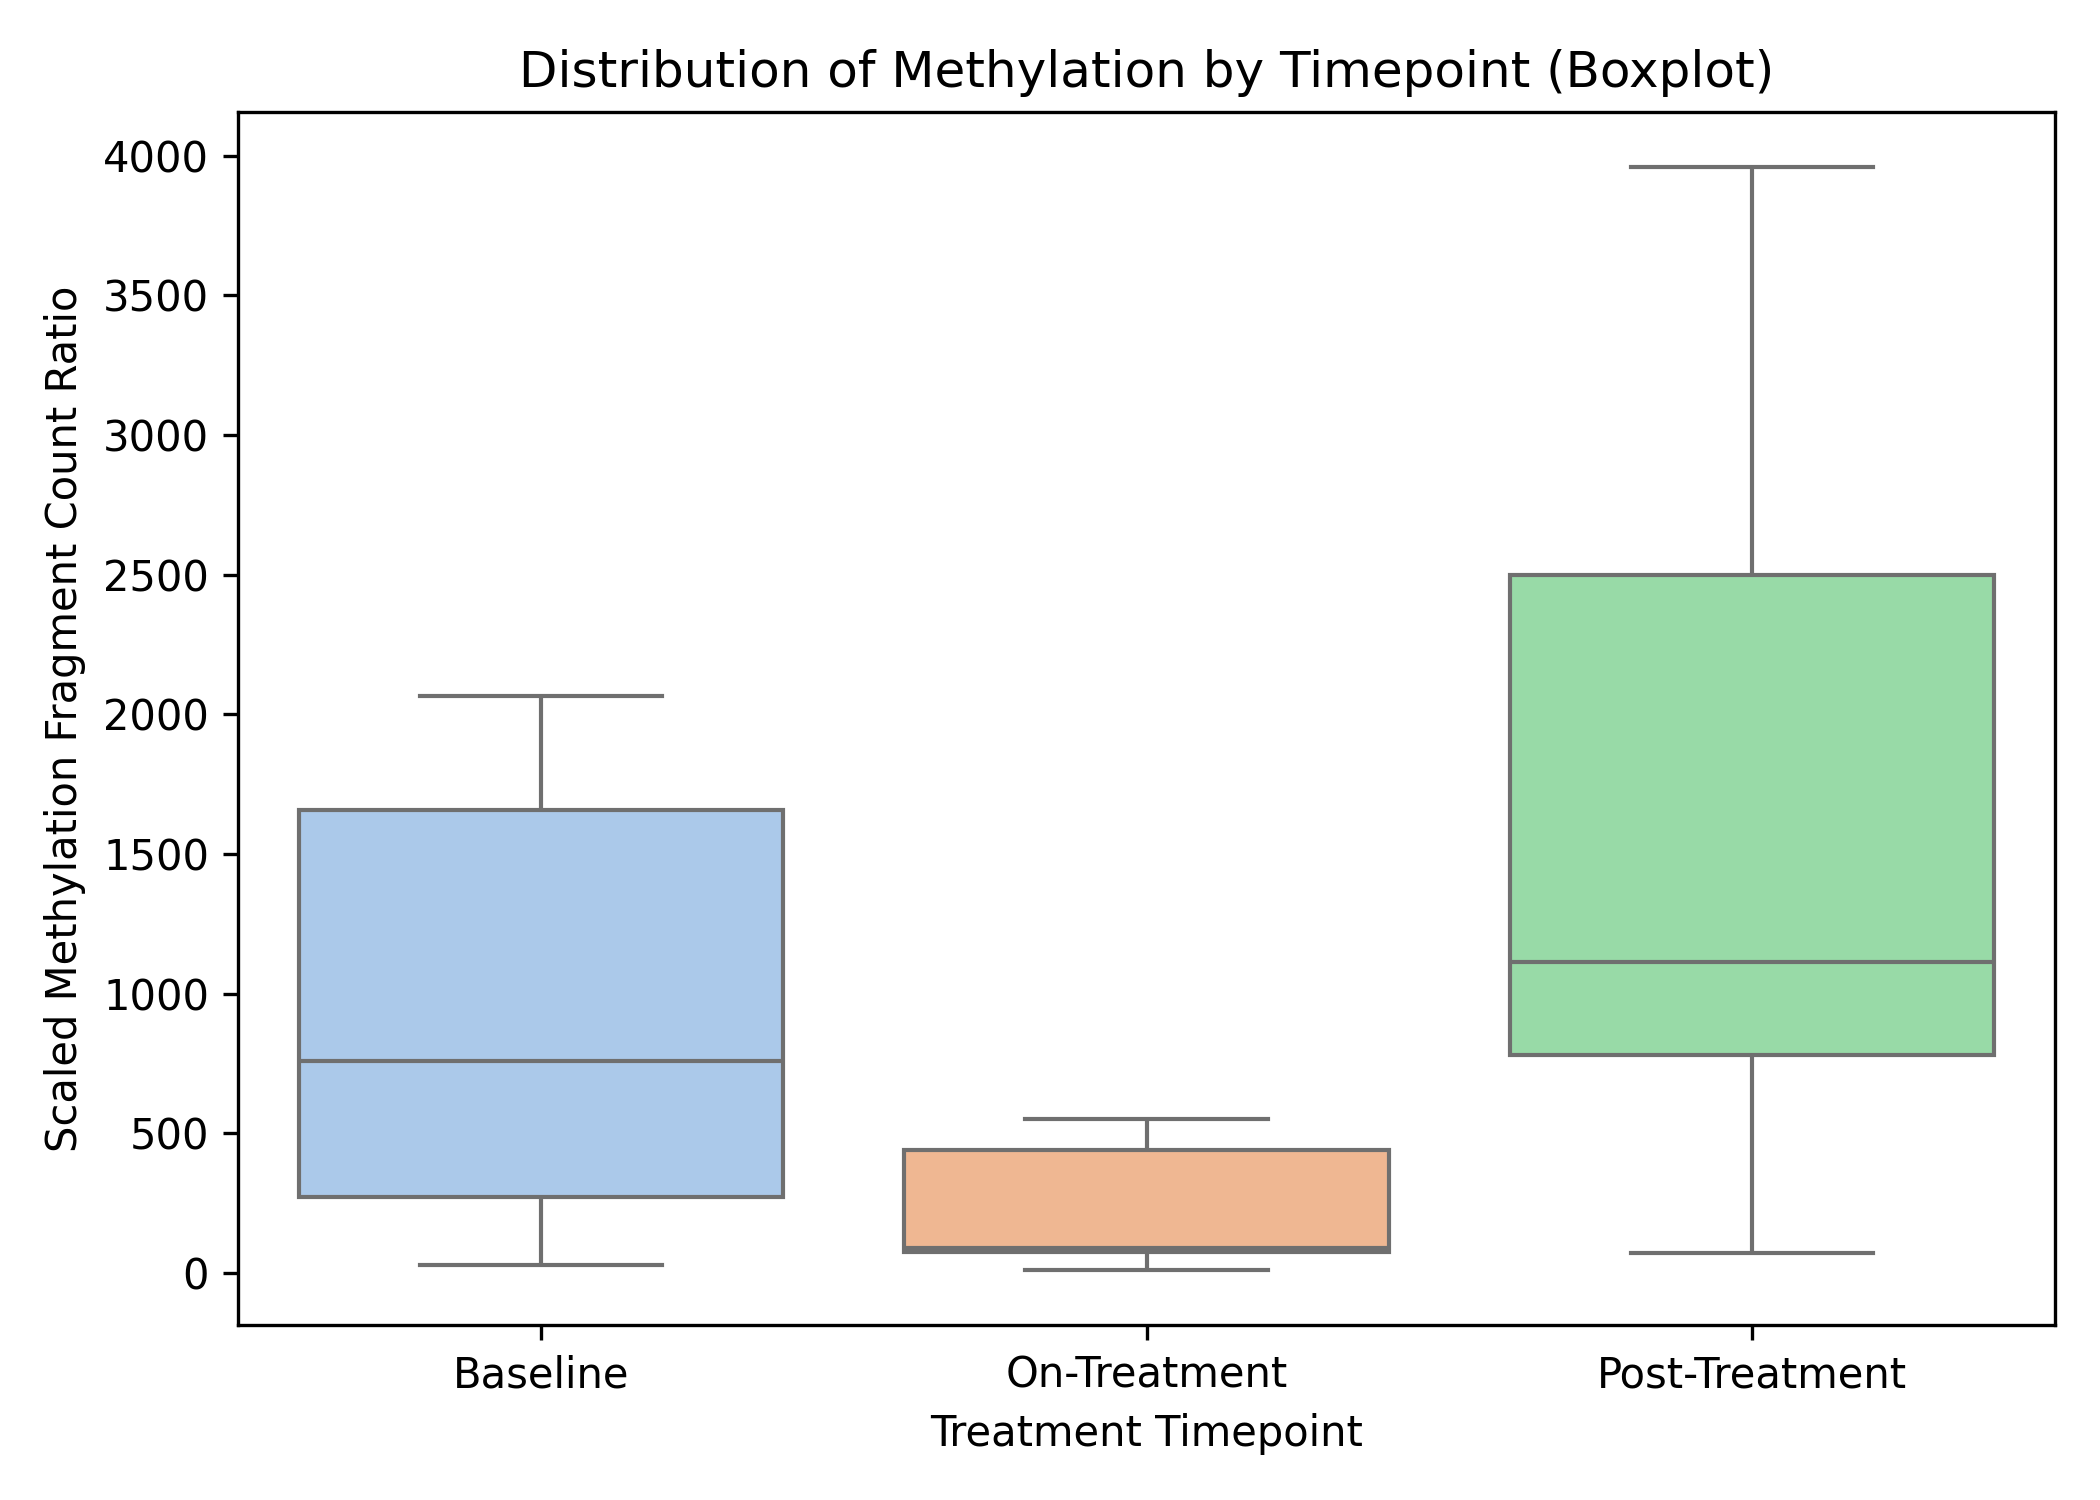 Distribution of Methylation by Timepoint (Boxplot)
Scaled Methylation Fragment Count Ratio
4000
3500
3000
2500
2000
1500
1000
500
0
Baseline
On-Treatment
Post-Treatment
Treatment Timepoint